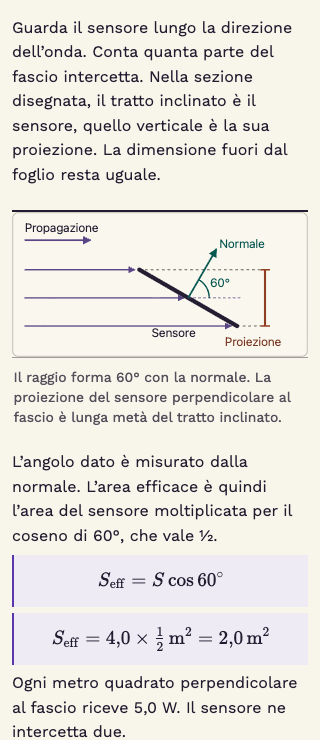 Guarda il sensore lungo la direzione
dell’onda. Conta quanta parte del
fascio intercetta. Nella sezione
disegnata, il tratto inclinato è il
sensore, quello verticale è la sua
proiezione. La dimensione fuori dal
foglio resta uguale.
Propagazione
Normale
60°
Sensore
Proiezione
Il raggio forma 60° con la normale. La
proiezione del sensore perpendicolare al
fascio è lunga metà del tratto inclinato.
L’angolo dato è misurato dalla
normale. L’area efficace è quindi
l’area del sensore moltiplicata per il
coseno di 60°, che vale ½.
S_eff = S cos 60°
S_eff = 4,0 × 1/2 m² = 2,0 m²
Ogni metro quadrato perpendicolare
al fascio riceve 5,0 W. Il sensore ne
intercetta due.